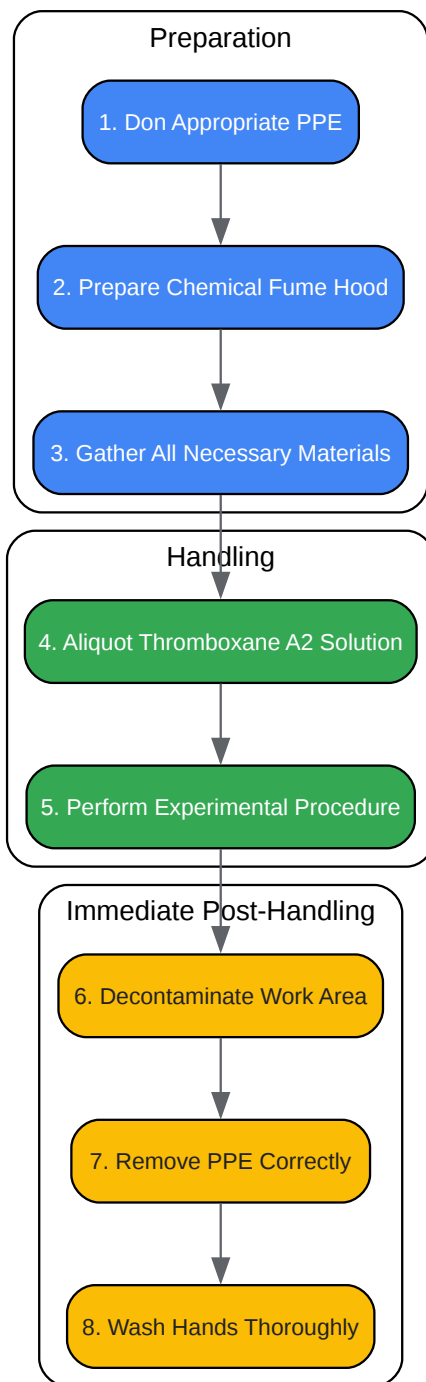 Preparation
1. Don Appropriate PPE
2. Prepare Chemical Fume Hood
3. Gather All Necessary Materials
Handling
4. Aliquot Thromboxane A2 Solution
5. Perform Experimental Procedure
Immediate Post-Handling
6. Decontaminate Work Area
7. Remove PPE Correctly
8. Wash Hands Thoroughly